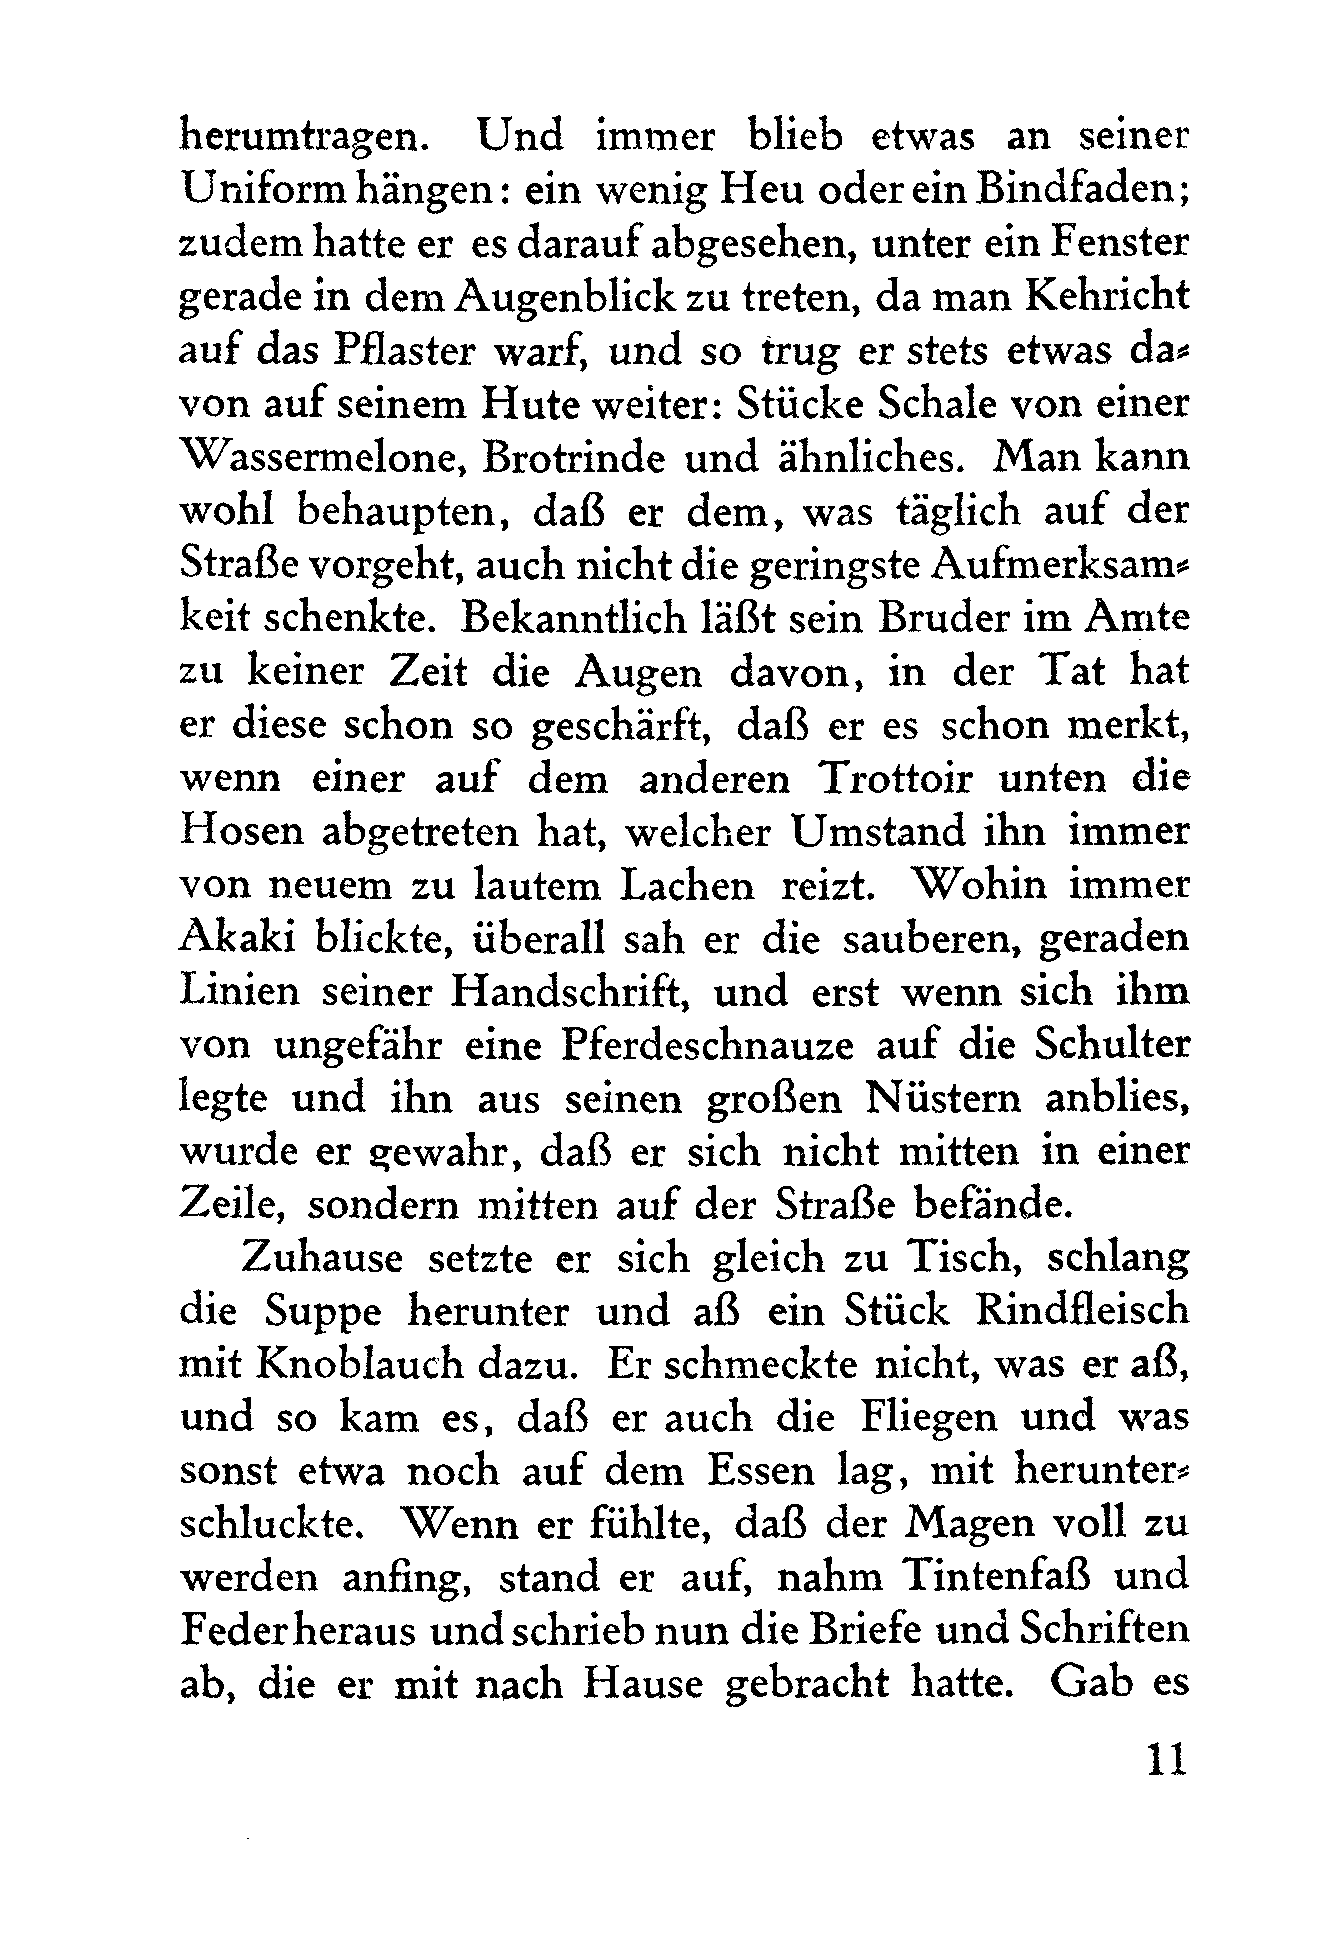 herumtragen. Und immer blieb etwas an seiner
Uniform hängen: ein wenig Heu oder ein Bindfaden;
zudem hatte er es darauf abgesehen, unter ein Fenster
gerade in dem Augenblick zu treten, da man Kehricht
auf das Pflaster warf, und so trug er stets etwas da⸗
von auf seinem Hute weiter: Stücke Schale von einer
Wassermelone, Brotrinde und ähnliches. Man kann
wohl behaupten, daß er dem, was täglich auf der
Straße vorgeht, auch nicht die geringste Aufmerksam⸗
keit schenkte. Bekanntlich läßt sein Bruder im Amte
zu keiner Zeit die Augen davon, in der Tat hat
er diese schon so geschärft, daß er es schon merkt,
wenn einer auf dem anderen Trottoir unten die
Hosen abgetreten hat, welcher Umstand ihn immer
von neuem zu lautem Lachen reizt. Wohin immer
Akaki blickte, überall sah er die sauberen, geraden
Linien seiner Handschrift, und erst wenn sich ihm
von ungefähr eine Pferdeschnauze auf die Schulter
legte und ihn aus seinen großen Nüstern anblies,
wurde er gewahr, daß er sich nicht mitten in einer
Zeile, sondern mitten auf der Straße befände.
Zuhause setzte er sich gleich zu Tisch, schlang
die Suppe herunter und aß ein Stück Rindfleisch
mit Knoblauch dazu. Er schmeckte nicht, was er aß,
und so kam es, daß er auch die Fliegen und was
sonst etwa noch auf dem Essen lag, mit herunter⸗
schluckte. Wenn er fühlte, daß der Magen voll zu
werden anfing, stand er auf, nahm Tintenfaß und
Feder heraus und schrieb nun die Briefe und Schriften
ab, die er mit nach Hause gebracht hatte. Gab es
11